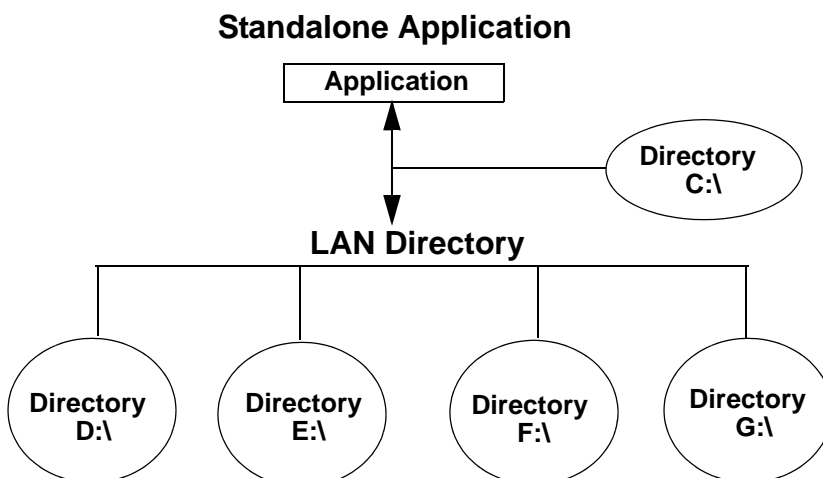 Standalone Application
Application
Directory
C:\
LAN Directory
Directory
D:\
Directory
E:\
Directory
F:\
Directory
G:\